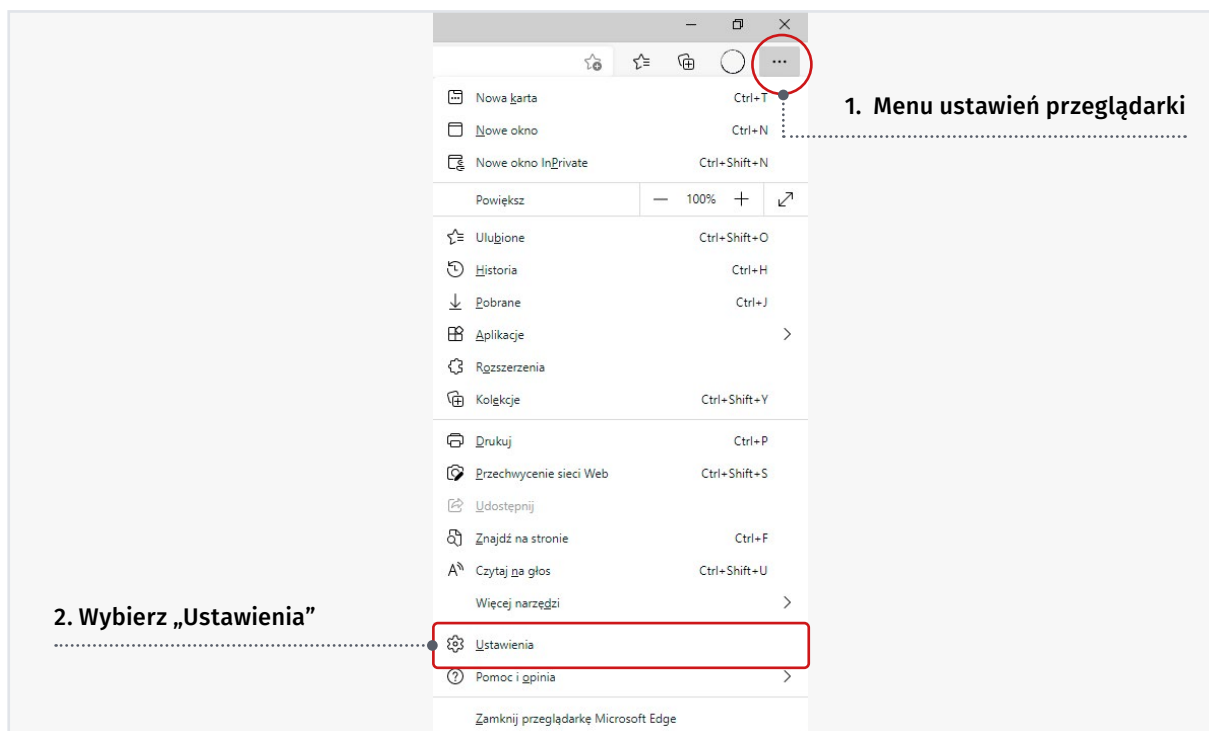 1. Menu ustawień przeglądarki
Nowa karta Ctrl+T
Nowe okno Ctrl+N
Nowe okno InPrivate Ctrl+Shift+N
Powiększ — 100% +
Ulubione Ctrl+Shift+O
Historia Ctrl+H
Pobrane Ctrl+J
Aplikacje
Rozszerzenia
Kolekcje Ctrl+Shift+Y
Drukuj Ctrl+P
Przechwycenie sieci Web Ctrl+Shift+S
Udostępnij
Znajdź na stronie Ctrl+F
Czytaj na głos Ctrl+Shift+U
Więcej narzędzi
2. Wybierz „Ustawienia”
Ustawienia
Pomoc i opinia
Zamknij przeglądarkę Microsoft Edge